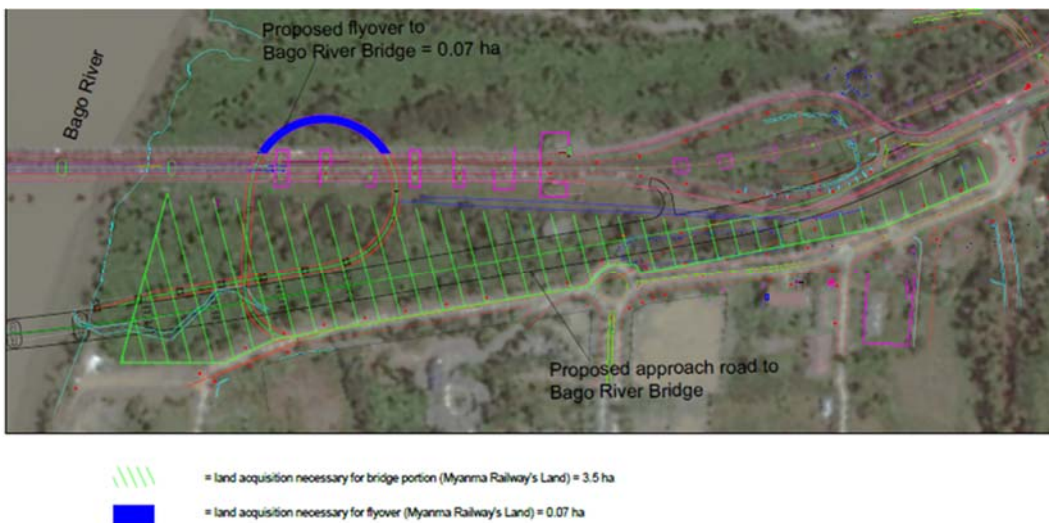 Proposed flyover to
Bago River Bridge = 0.07 ha
Bago River
Proposed approach road to
Bago River Bridge
= land acquisition necessary for bridge portion (Myanma Railway's Land) = 3.5 ha
= land acquisition necessary for flyover (Myanma Railway's Land) = 0.07 ha